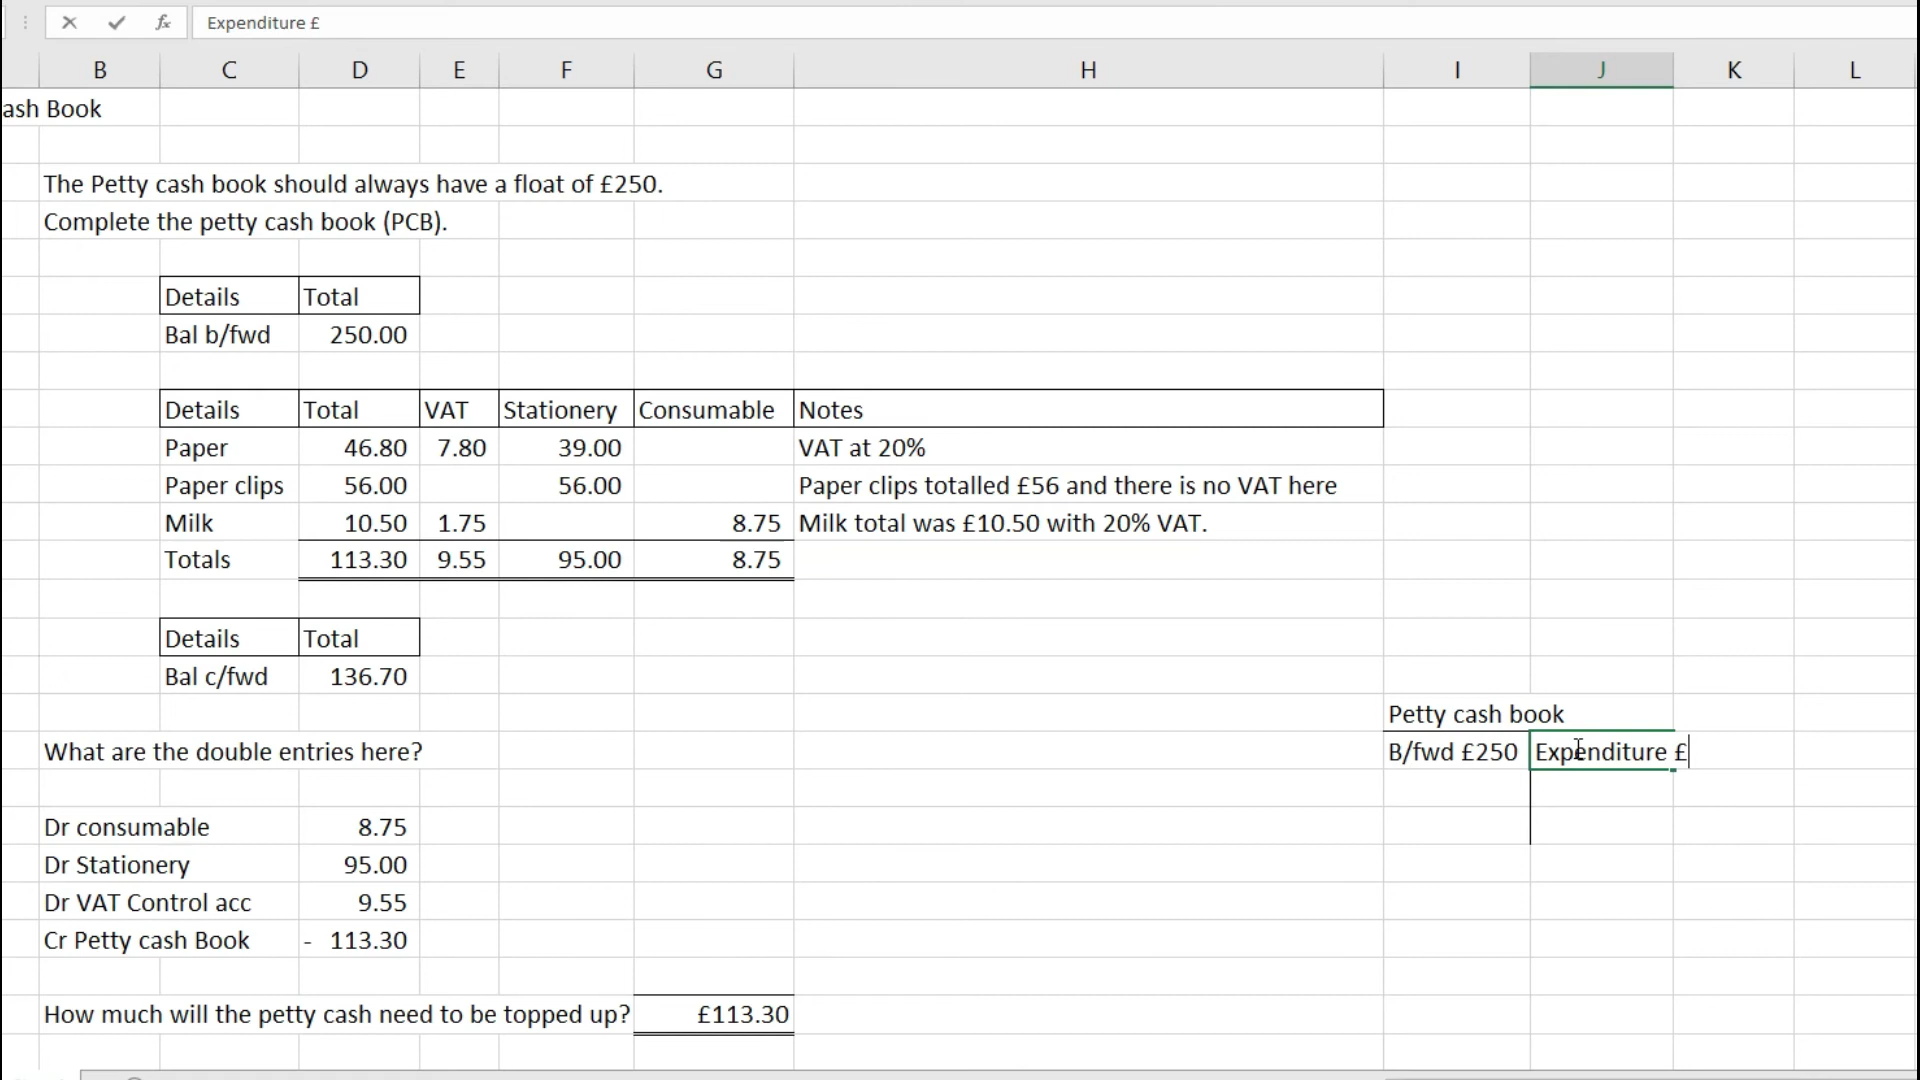 Expenditure £
B C D E F G H I J K L
ash Book
The Petty cash book should always have a float of £250.
Complete the petty cash book (PCB).
Details Total
Bal b/fwd 250.00
Details Total VAT Stationery Consumable Notes
Paper 46.80 7.80 39.00 VAT at 20%
Paper clips 56.00 56.00 Paper clips totalled £56 and there is no VAT here
Milk 10.50 1.75 8.75 Milk total was £10.50 with 20% VAT.
Totals 113.30 9.55 95.00 8.75
Details Total
Bal c/fwd 136.70
Petty cash book
What are the double entries here? B/fwd £250 Expenditure £
Dr consumable 8.75
Dr Stationery 95.00
Dr VAT Control acc 9.55
Cr Petty cash Book - 113.30
How much will the petty cash need to be topped up? £113.30